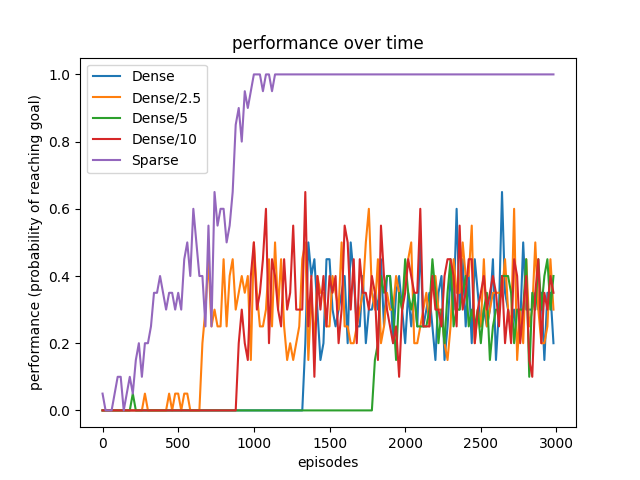 performance over time
performance (probability of reaching goal)
1.0
0.8
0.6
0.4
0.2
0.0
Dense
Dense/2.5
Dense/5
Dense/10
Sparse
0 500 1000 1500 2000 2500 3000
episodes